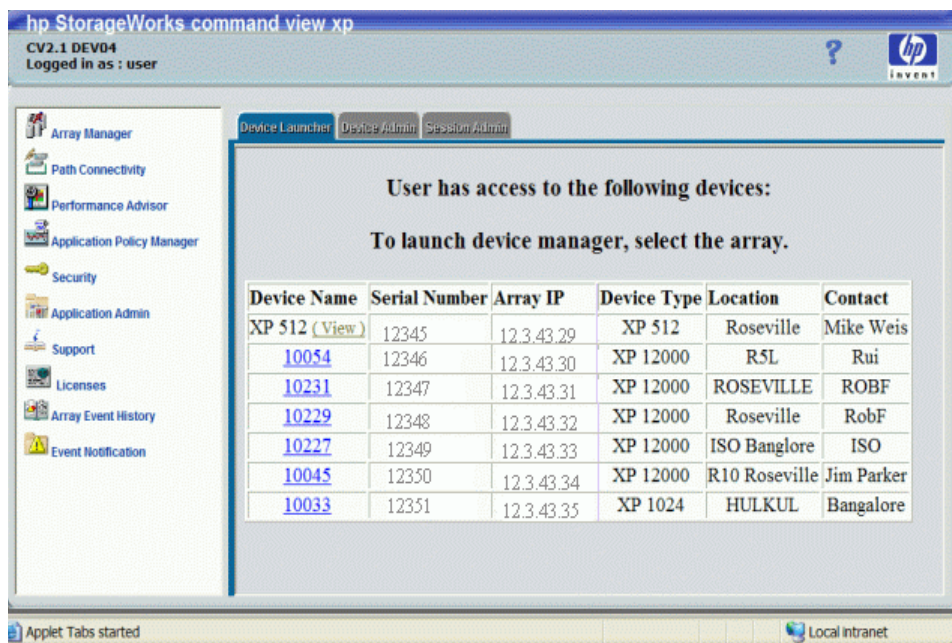 hp StorageWorks command view xp
CV2.1 DEV04
Logged in as : user
?
hp
invent
Array Manager
Path Connectivity
Performance Advisor
Application Policy Manager
Security
Application Admin
Support
Licenses
Array Event History
Event Notification
Device Launcher Device Admin Session Admin
User has access to the following devices:
To launch device manager, select the array.
Device Name Serial Number Array IP Device Type Location Contact
XP 512 ( View ) 12345 12.3.43.29 XP 512 Roseville Mike Weis
10054 12346 12.3.43.30 XP 12000 R5L Rui
10231 12347 12.3.43.31 XP 12000 ROSEVILLE ROBF
10229 12348 12.3.43.32 XP 12000 Roseville RobF
10227 12349 12.3.43.33 XP 12000 ISO Banglore ISO
10045 12350 12.3.43.34 XP 12000 R10 Roseville Jim Parker
10033 12351 12.3.43.35 XP 1024 HULKUL Bangalore
Applet Tabs started
Local intranet